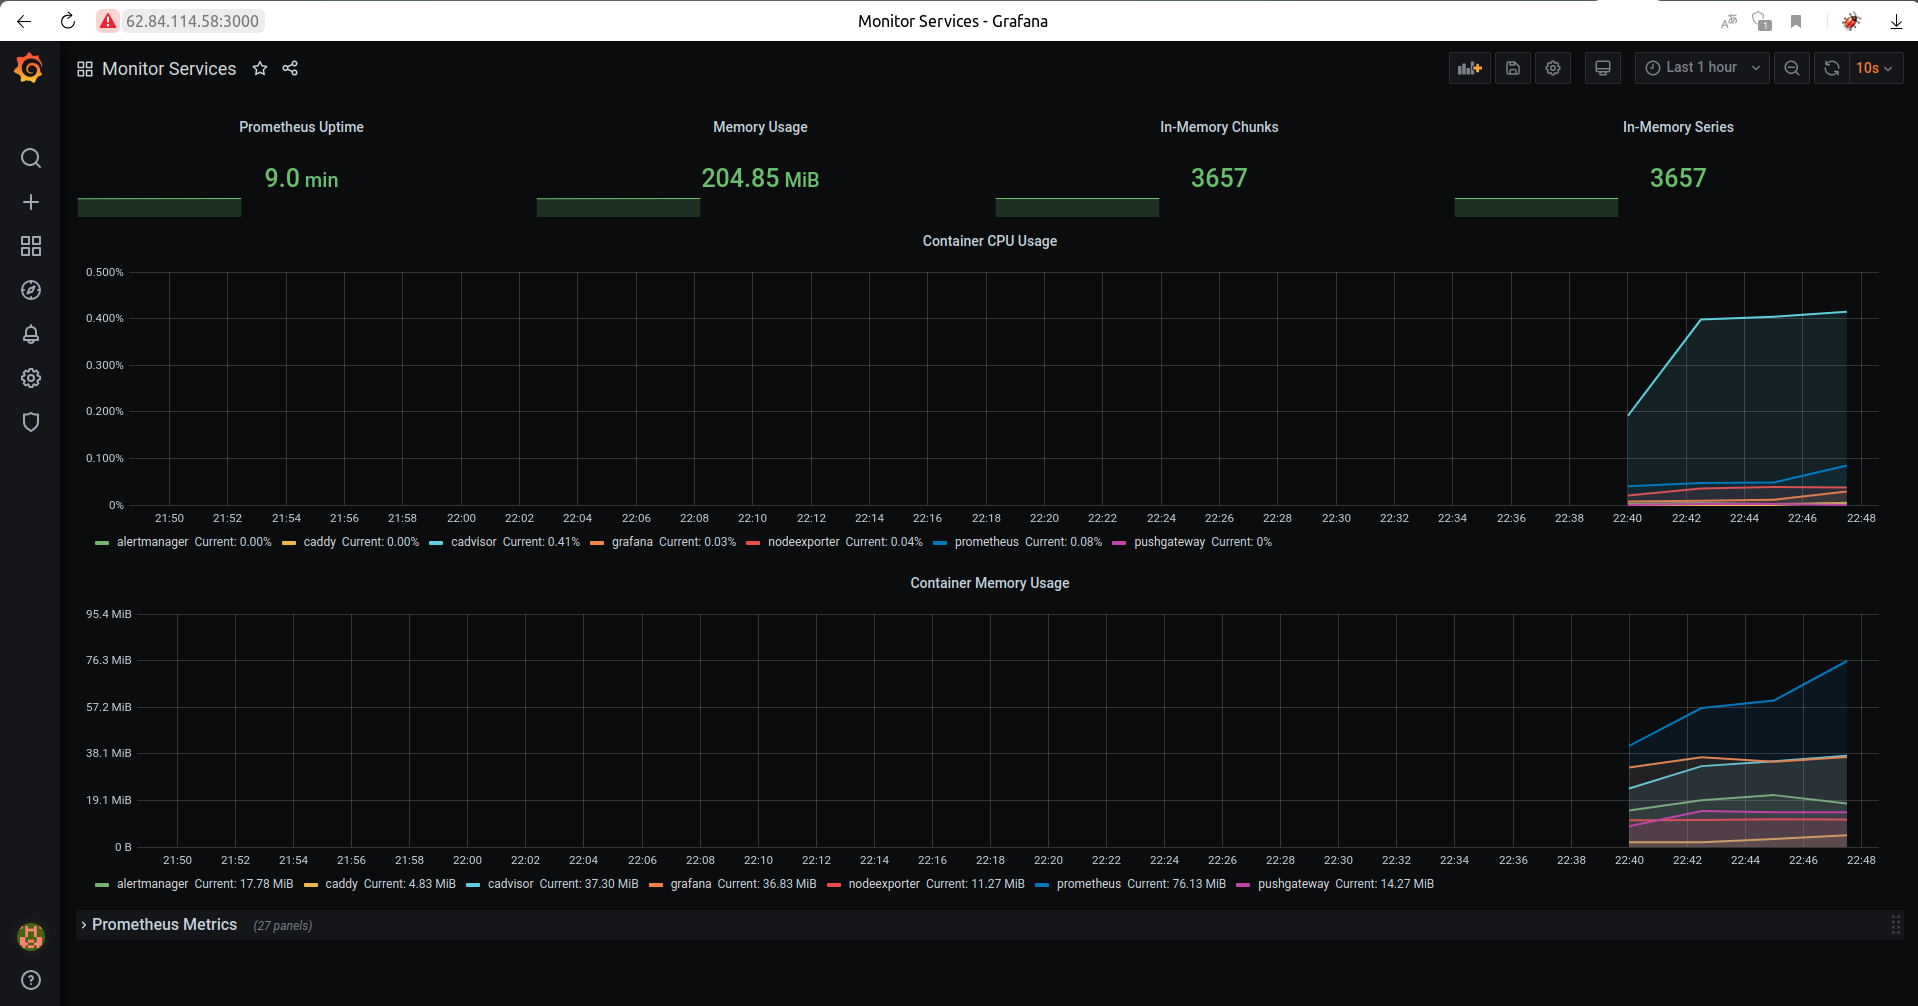 62.84.114.58:3000 Monitor Services - Grafana
Monitor Services Last 1 hour 10s
Prometheus Uptime Memory Usage In-Memory Chunks In-Memory Series
9.0 min 204.85 MiB 3657 3657
Container CPU Usage
0.500%
0.400%
0.300%
0.200%
0.100%
0%
21:50 21:52 21:54 21:56 21:58 22:00 22:02 22:04 22:06 22:08 22:10 22:12 22:14 22:16 22:18 22:20 22:22 22:24 22:26 22:28 22:30 22:32 22:34 22:36 22:38 22:40 22:42 22:44 22:46 22:48
alertmanager Current: 0.00% caddy Current: 0.00% cadvisor Current: 0.41% grafana Current: 0.03% nodeexporter Current: 0.04% prometheus Current: 0.08% pushgateway Current: 0%
Container Memory Usage
95.4 MiB
76.3 MiB
57.2 MiB
38.1 MiB
19.1 MiB
0 B
21:50 21:52 21:54 21:56 21:58 22:00 22:02 22:04 22:06 22:08 22:10 22:12 22:14 22:16 22:18 22:20 22:22 22:24 22:26 22:28 22:30 22:32 22:34 22:36 22:38 22:40 22:42 22:44 22:46 22:48
alertmanager Current: 17.78 MiB caddy Current: 4.83 MiB cadvisor Current: 37.30 MiB grafana Current: 36.83 MiB nodeexporter Current: 11.27 MiB prometheus Current: 76.13 MiB pushgateway Current: 14.27 MiB
Prometheus Metrics (27 panels)